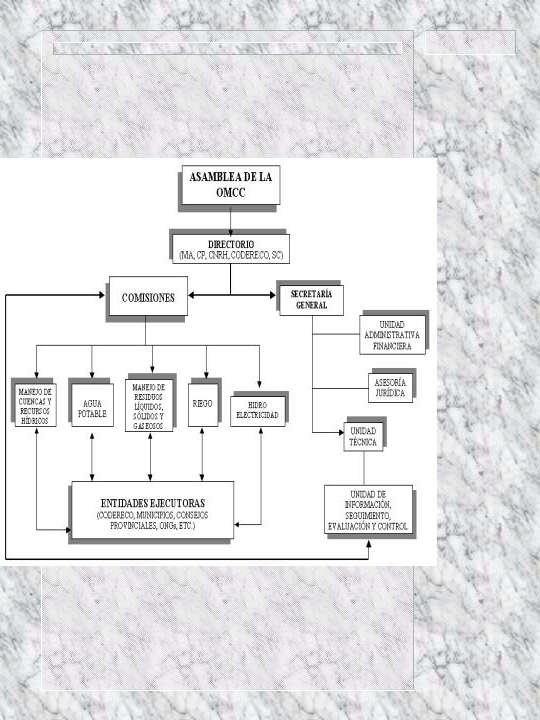 ASAMBLEA DE LA
OMCC
DIRECTORIO
(MA, CP, CNRH, CODERECO, SC)
COMISIONES
SECRETARÍA
GENERAL
UNIDAD
ADMINISTRATIVA
FINANCIERA
ASESORÍA
JURÍDICA
UNIDAD
TÉCNICA
MANEJO DE
CUENCAS Y
RECURSOS
HÍDRICOS
AGUA
POTABLE
MANEJO DE
RESIDUOS
LÍQUIDOS,
SÓLIDOS Y
GASEOSOS
RIEGO
HIDRO
ELECTRICIDAD
ENTIDADES EJECUTORAS
(CODERECO, MUNICIPIOS, CONSEJOS
PROVINCIALES, ONGs, ETC.)
UNIDAD DE
INFORMACIÓN,
SEGUIMIENTO,
EVALUACIÓN Y CONTROL